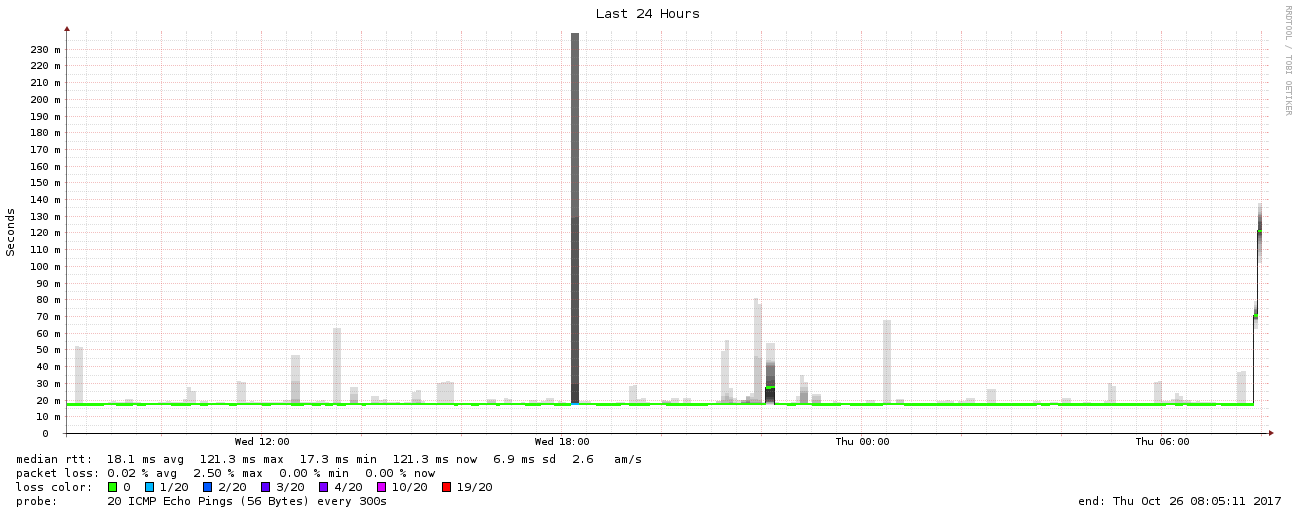 Last 24 Hours
RRDTOOL / TOBI OETIKER
Seconds
230 m
220 m
210 m
200 m
190 m
180 m
170 m
160 m
150 m
140 m
130 m
120 m
110 m
100 m
90 m
80 m
70 m
60 m
50 m
40 m
30 m
20 m
10 m
0
Wed 12:00 Wed 18:00 Thu 00:00 Thu 06:00
median rtt: 18.1 ms avg 121.3 ms max 17.3 ms min 121.3 ms now 6.9 ms sd 2.6 am/s
packet loss: 0.02 % avg 2.50 % max 0.00 % min 0.00 % now
loss color: 0 1/20 2/20 3/20 4/20 10/20 19/20
probe: 20 ICMP Echo Pings (56 Bytes) every 300s end: Thu Oct 26 08:05:11 2017